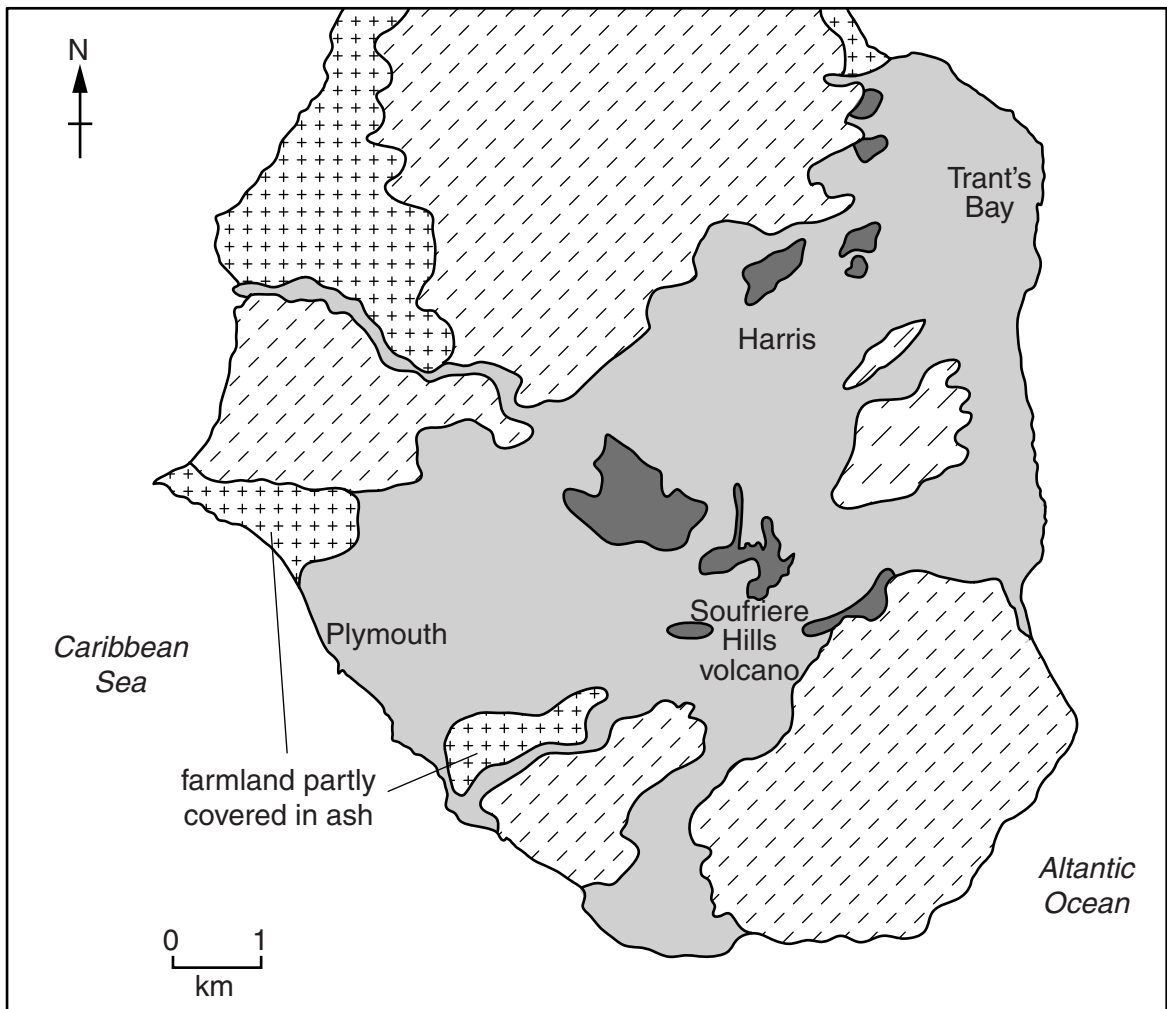 N
Trant's
Bay
Harris
Soufriere
Hills
volcano
Plymouth
Caribbean
Sea
farmland partly
covered in ash
Altantic
Ocean
0 1
km